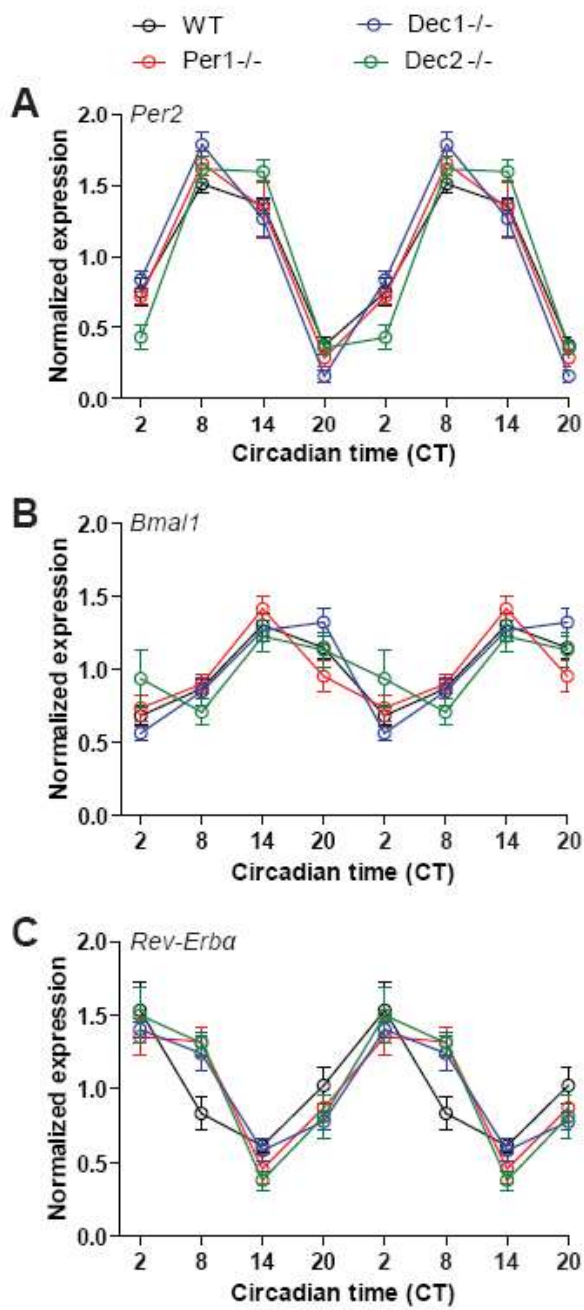 WT Dec1-/-
Per1-/- Dec2-/-
A
Per2
Normalized expression
2.0
1.5
1.0
0.5
0.0
2 8 14 20 2 8 14 20
Circadian time (CT)
B
Bmal1
Normalized expression
2.0
1.5
1.0
0.5
0.0
2 8 14 20 2 8 14 20
Circadian time (CT)
C
Rev-Erbα
Normalized expression
2.0
1.5
1.0
0.5
0.0
2 8 14 20 2 8 14 20
Circadian time (CT)